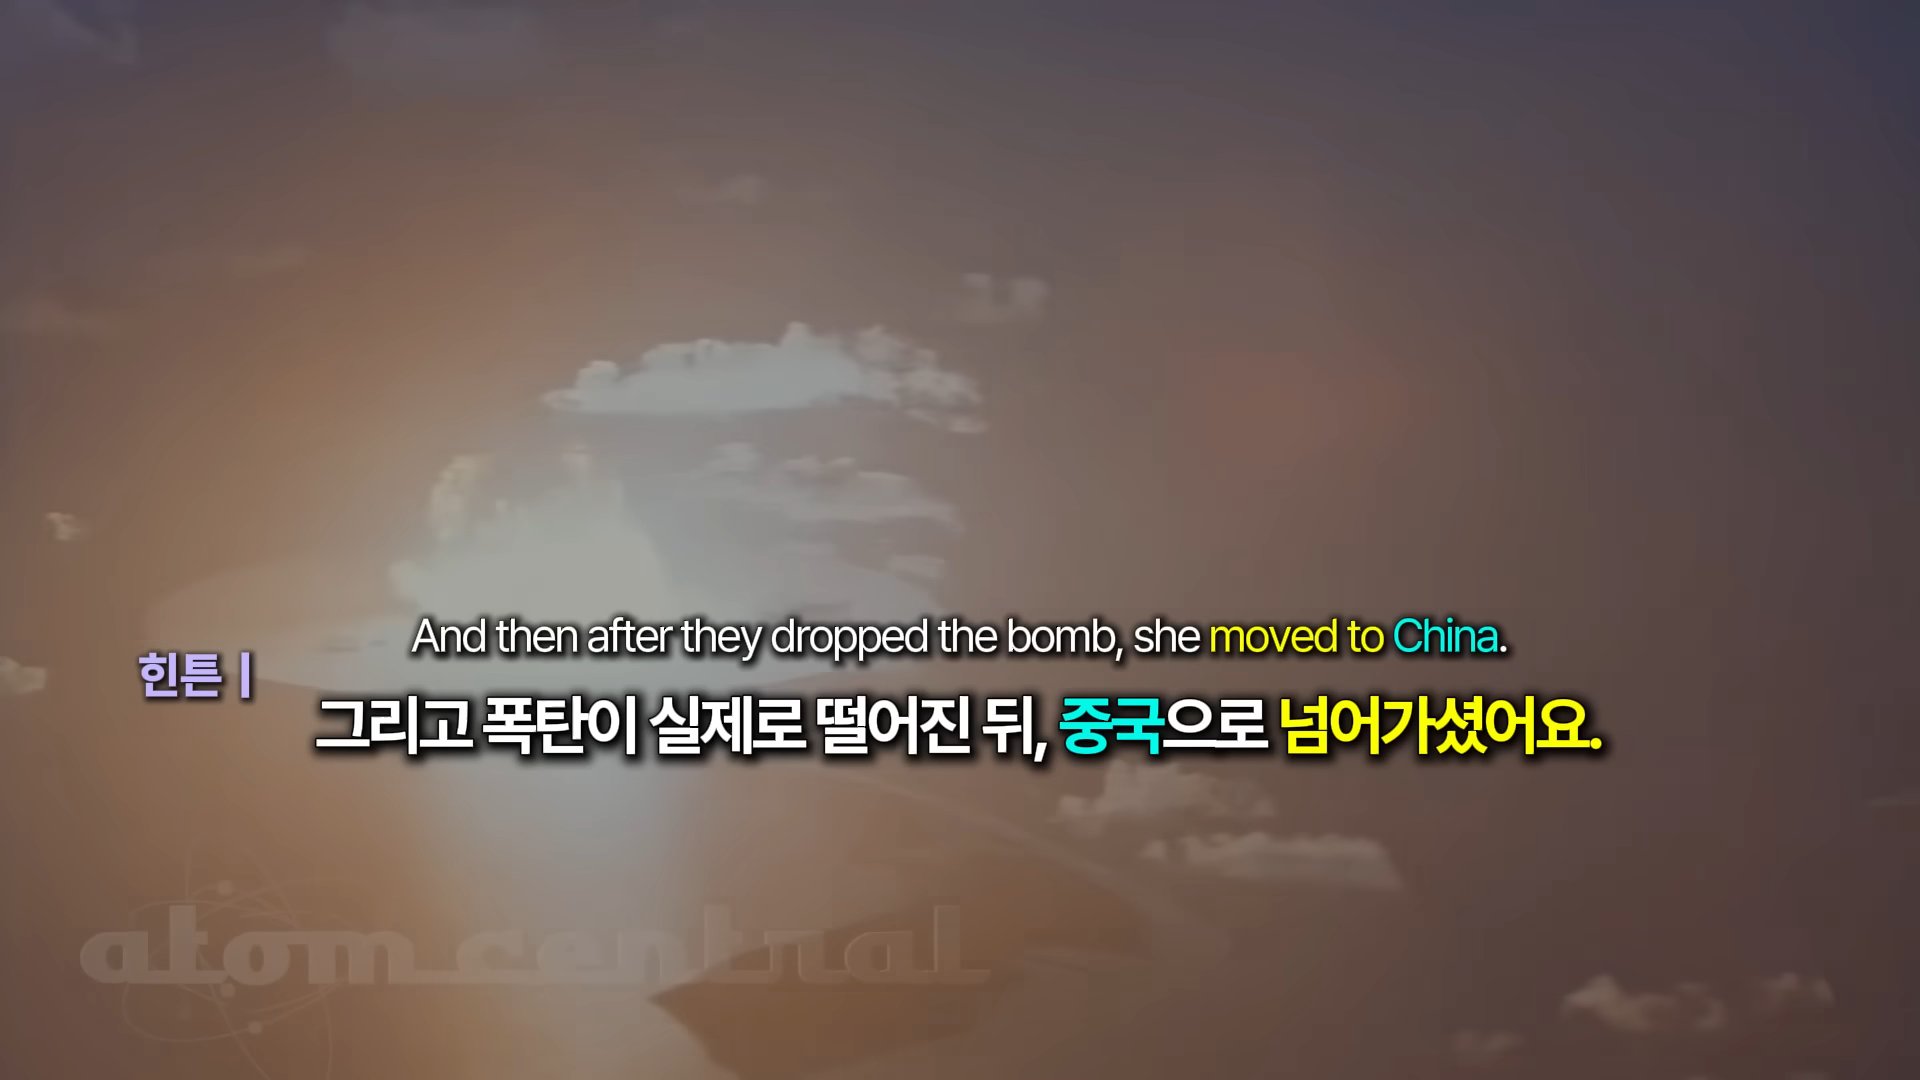 And then after they dropped the bomb, she moved to China.
힌튼 |
그리고 폭탄이 실제로 떨어진 뒤, 중국으로 넘어가셨어요.
atom central